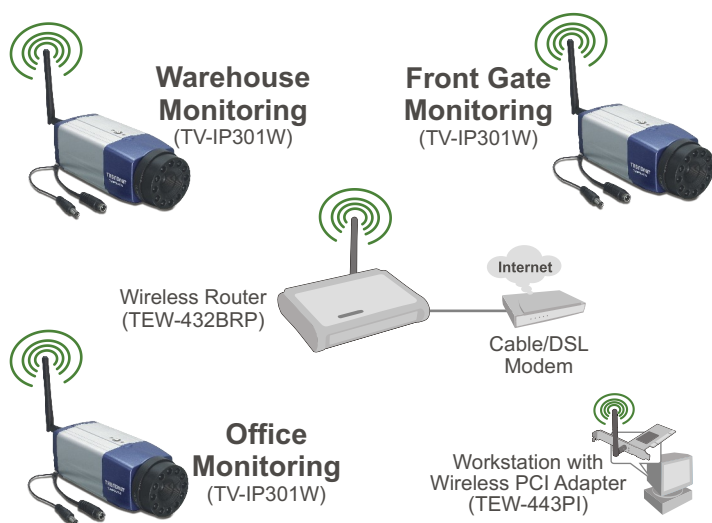 Warehouse
Monitoring
(TV-IP301W)
Front Gate
Monitoring
(TV-IP301W)
Internet
Wireless Router
(TEW-432BRP)
Cable/DSL
Modem
Office
Monitoring
(TV-IP301W)
Workstation with
Wireless PCI Adapter
(TEW-443PI)